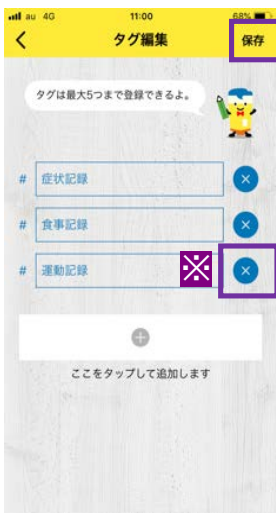 au 4G 11:00 68%
タグ編集 保存
タグは最大5つまで登録できるよ。
# 症状記録
# 食事記録
# 運動記録 ※
ここをタップして追加します